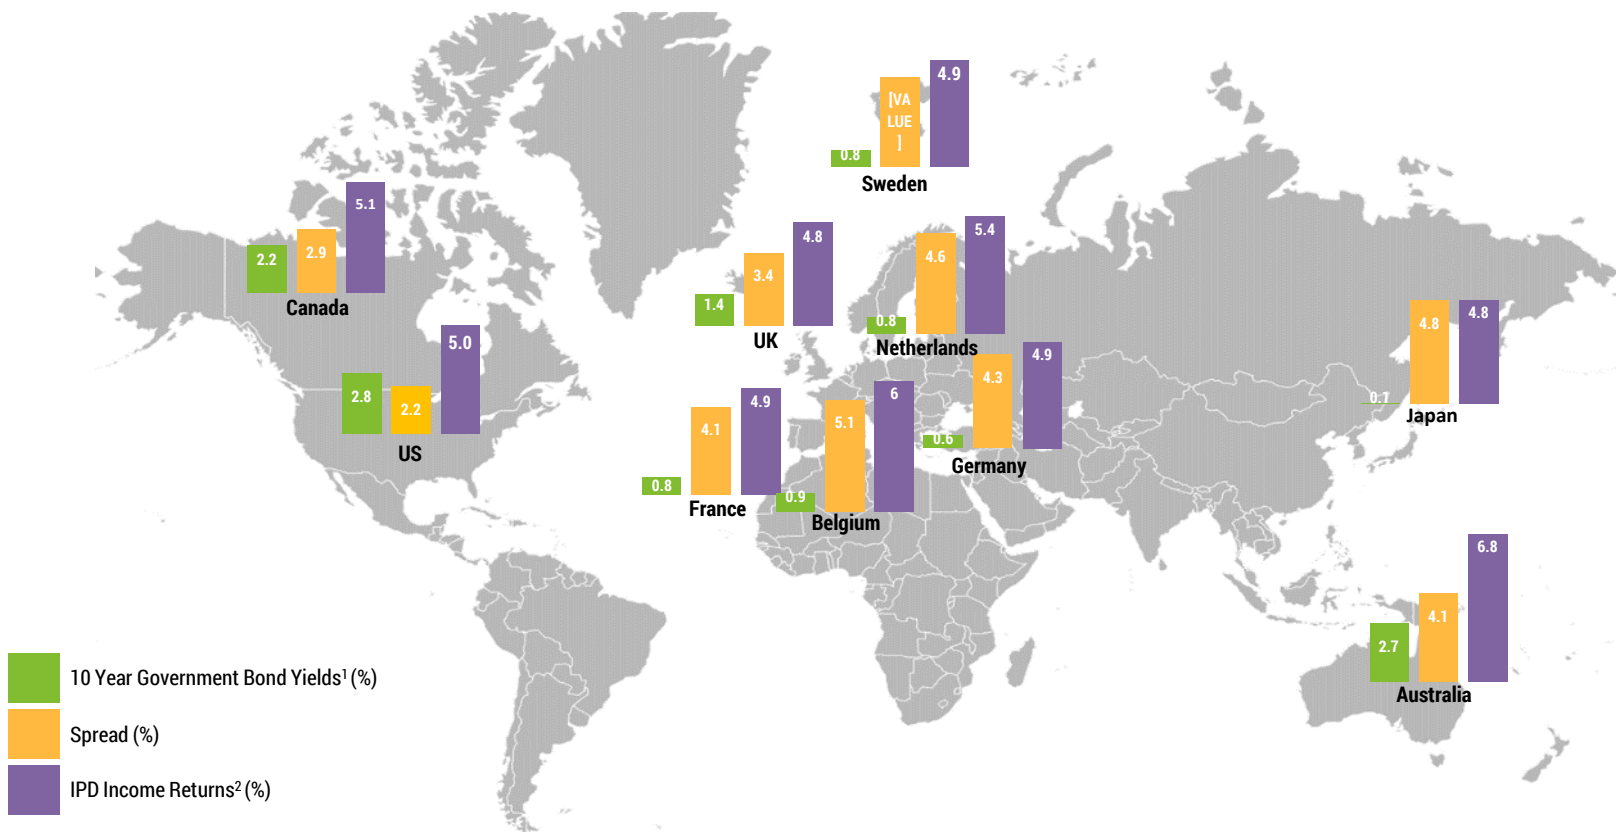 4.9
[VA
LUE
]
0.8
Sweden
5.1
2.9
2.2
Canada
4.8
3.4
1.4
UK
5.4
4.6
0.8
Netherlands
4.8
4.8
0.1
Japan
5.0
2.8
2.2
US
4.9
4.3
0.6
Germany
4.9
4.1
0.8
France
6
5.1
0.9
Belgium
6.8
4.1
2.7
Australia
10 Year Government Bond Yields¹ (%)
Spread (%)
IPD Income Returns² (%)